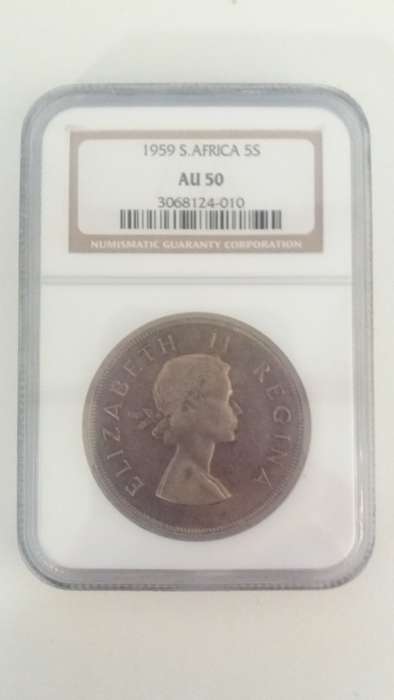 1959 S.AFRICA 5S
AU 50
3068124-010
NUMISMATIC GUARANTY CORPORATION
ELIZABETH II REGINA